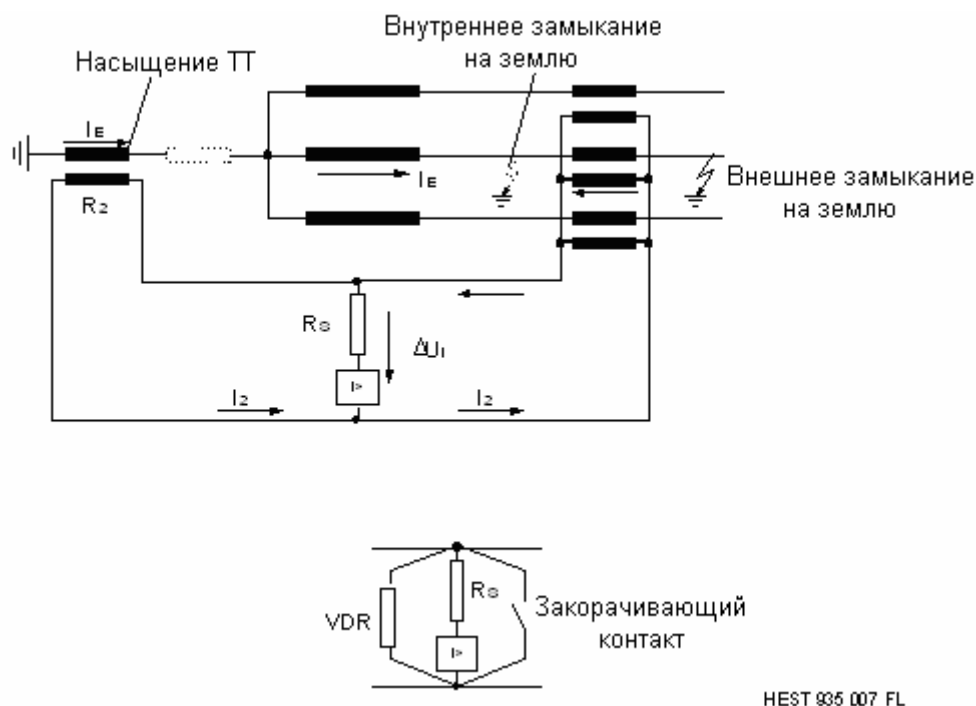 Внутреннее замыкание
на землю
Насыщение ТТ
IE
IE
R2
Внешнее замыкание
на землю
Rs
ΔUI
I>
I2
I2
VDR
Rs
I>
Закорачивающий
контакт
HEST 935 007 FL